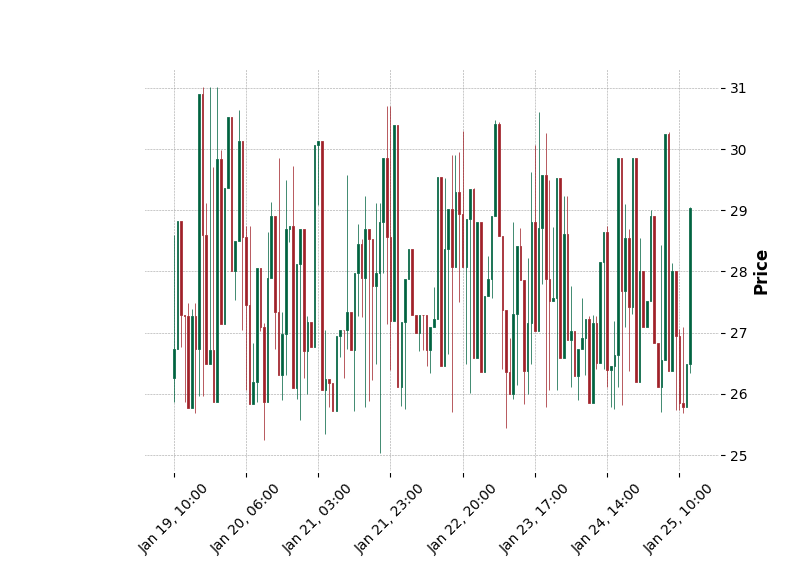 31
30
29
28
27
26
25
Price
Jan 19, 10:00
Jan 20, 06:00
Jan 21, 03:00
Jan 21, 23:00
Jan 22, 20:00
Jan 23, 17:00
Jan 24, 14:00
Jan 25, 10:00